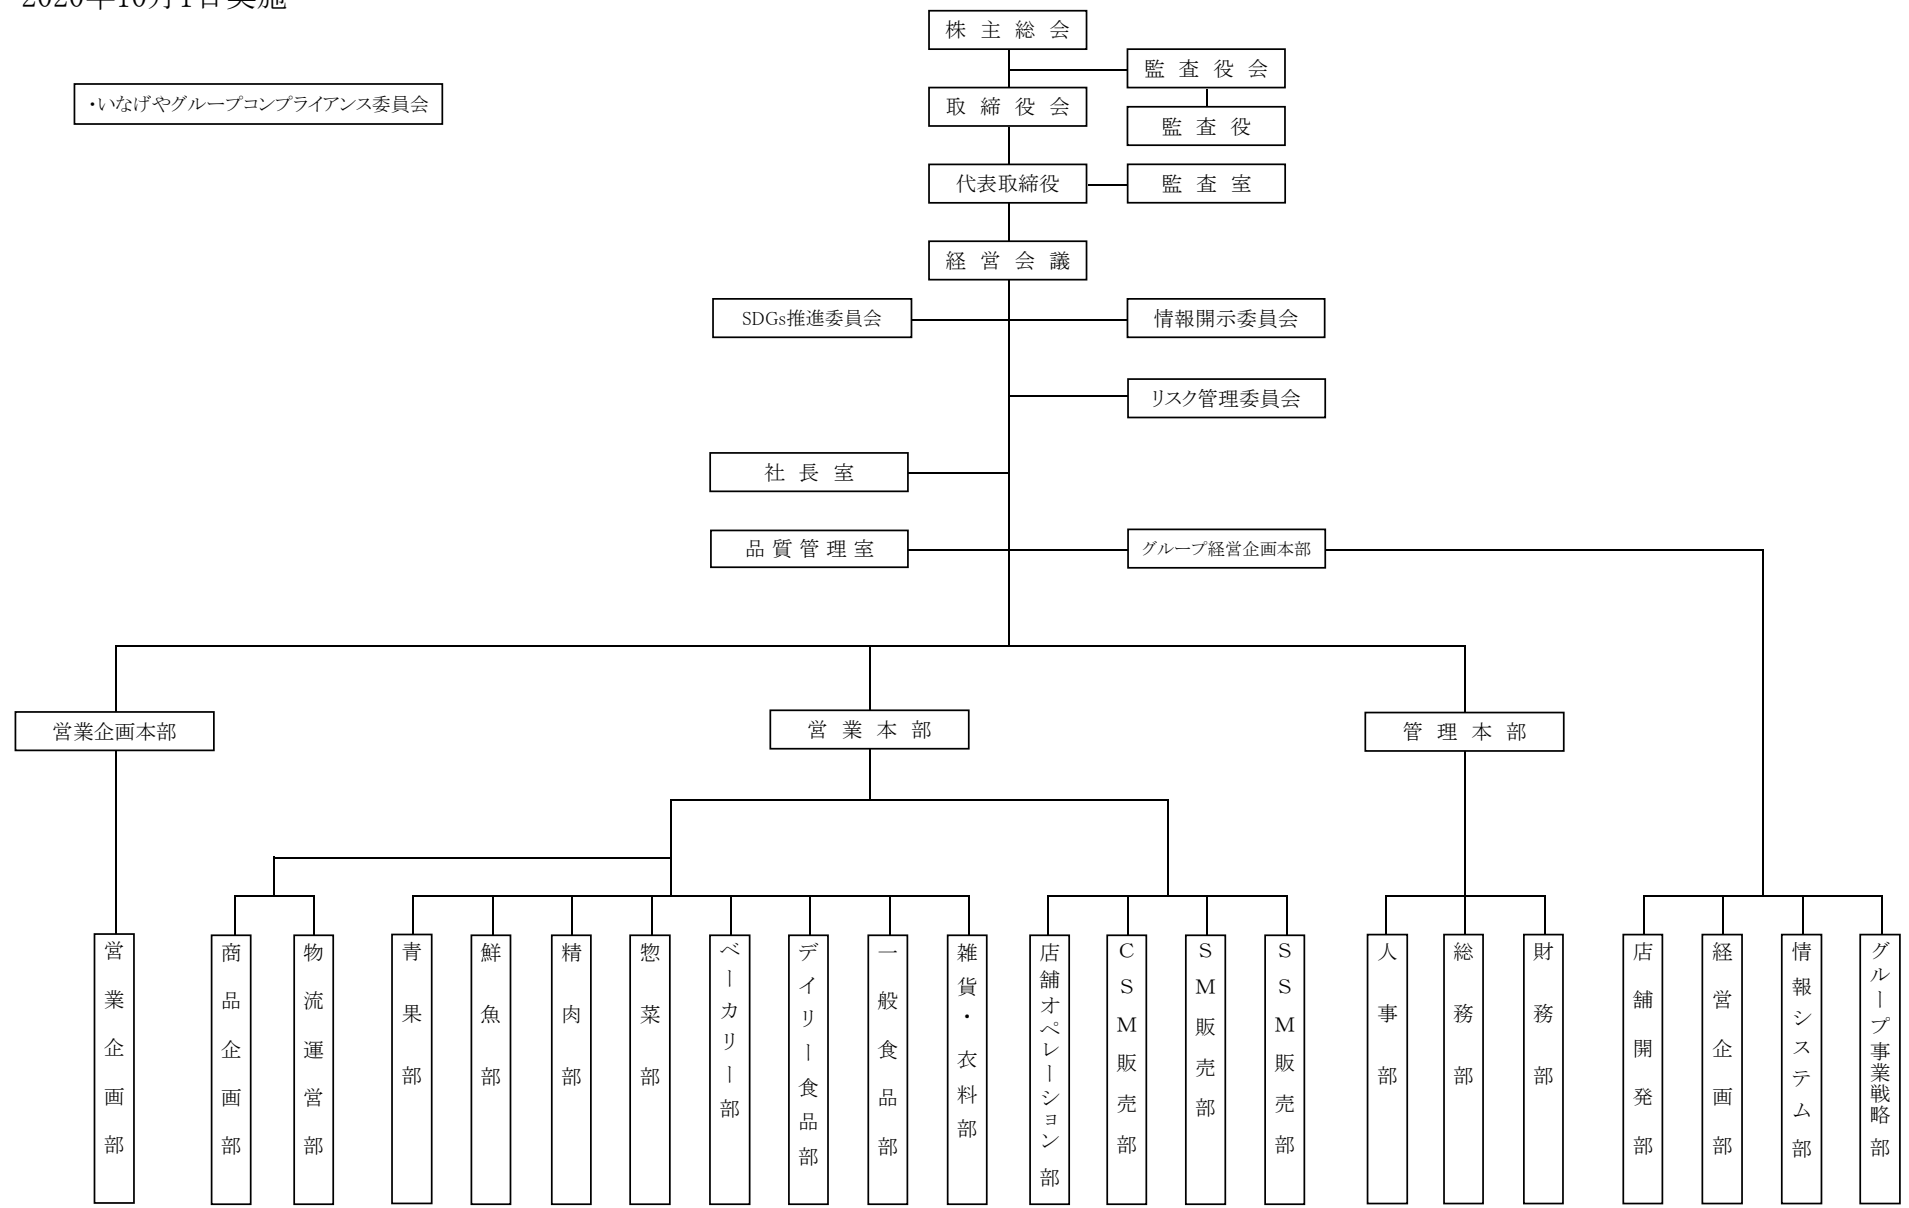 2020年10月1日実施
株主総会
監査役会
・いなげやグループコンプライアンス委員会
取締役会
監査役
代表取締役
監査室
経営会議
SDGs推進委員会
情報開示委員会
リスク管理委員会
社長室
品質管理室
グループ経営企画本部
営業企画本部
営業本部
管理本部
営業企画部
商品企画部
物流運営部
青果部
鮮魚部
精肉部
惣菜部
ベーカリー部
デイリー食品部
一般食品部
雑貨・衣料部
店舗オペレーション部
CSM販売部
SM販売部
SSM販売部
人事部
総務部
財務部
店舗開発部
経営企画部
情報システム部
グループ事業戦略部